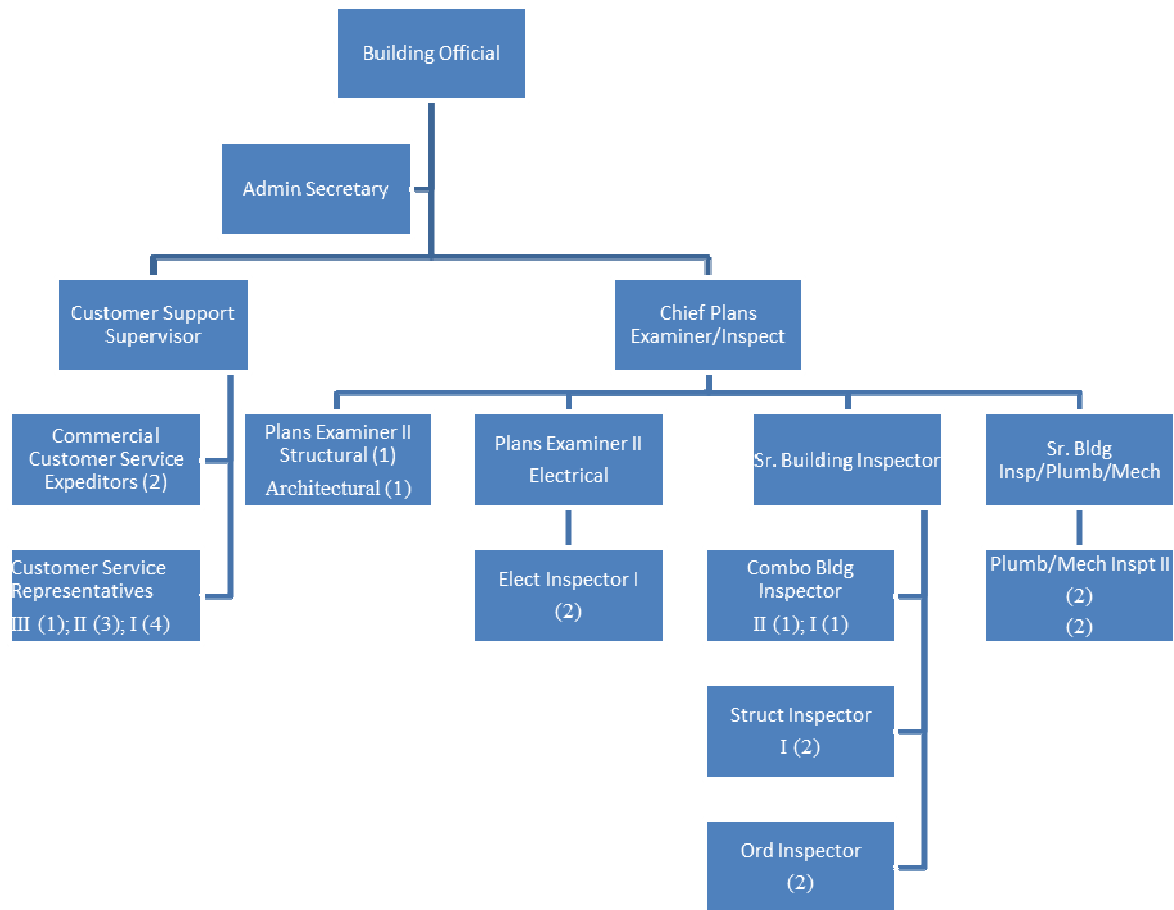 Building Official
Admin Secretary
Customer Support
Supervisor
Chief Plans
Examiner/Inspect
Commercial
Customer Service
Expeditors (2)
Plans Examiner II
Structural (1)
Architectural (1)
Plans Examiner II
Electrical
Sr. Building Inspector
Sr. Bldg
Insp/Plumb/Mech
Customer Service
Representatives
III (1); II (3); I (4)
Elect Inspector I
(2)
Combo Bldg
Inspector
II (1); I (1)
Plumb/Mech Inspt II
(2)
(2)
Struct Inspector
I (2)
Ord Inspector
(2)